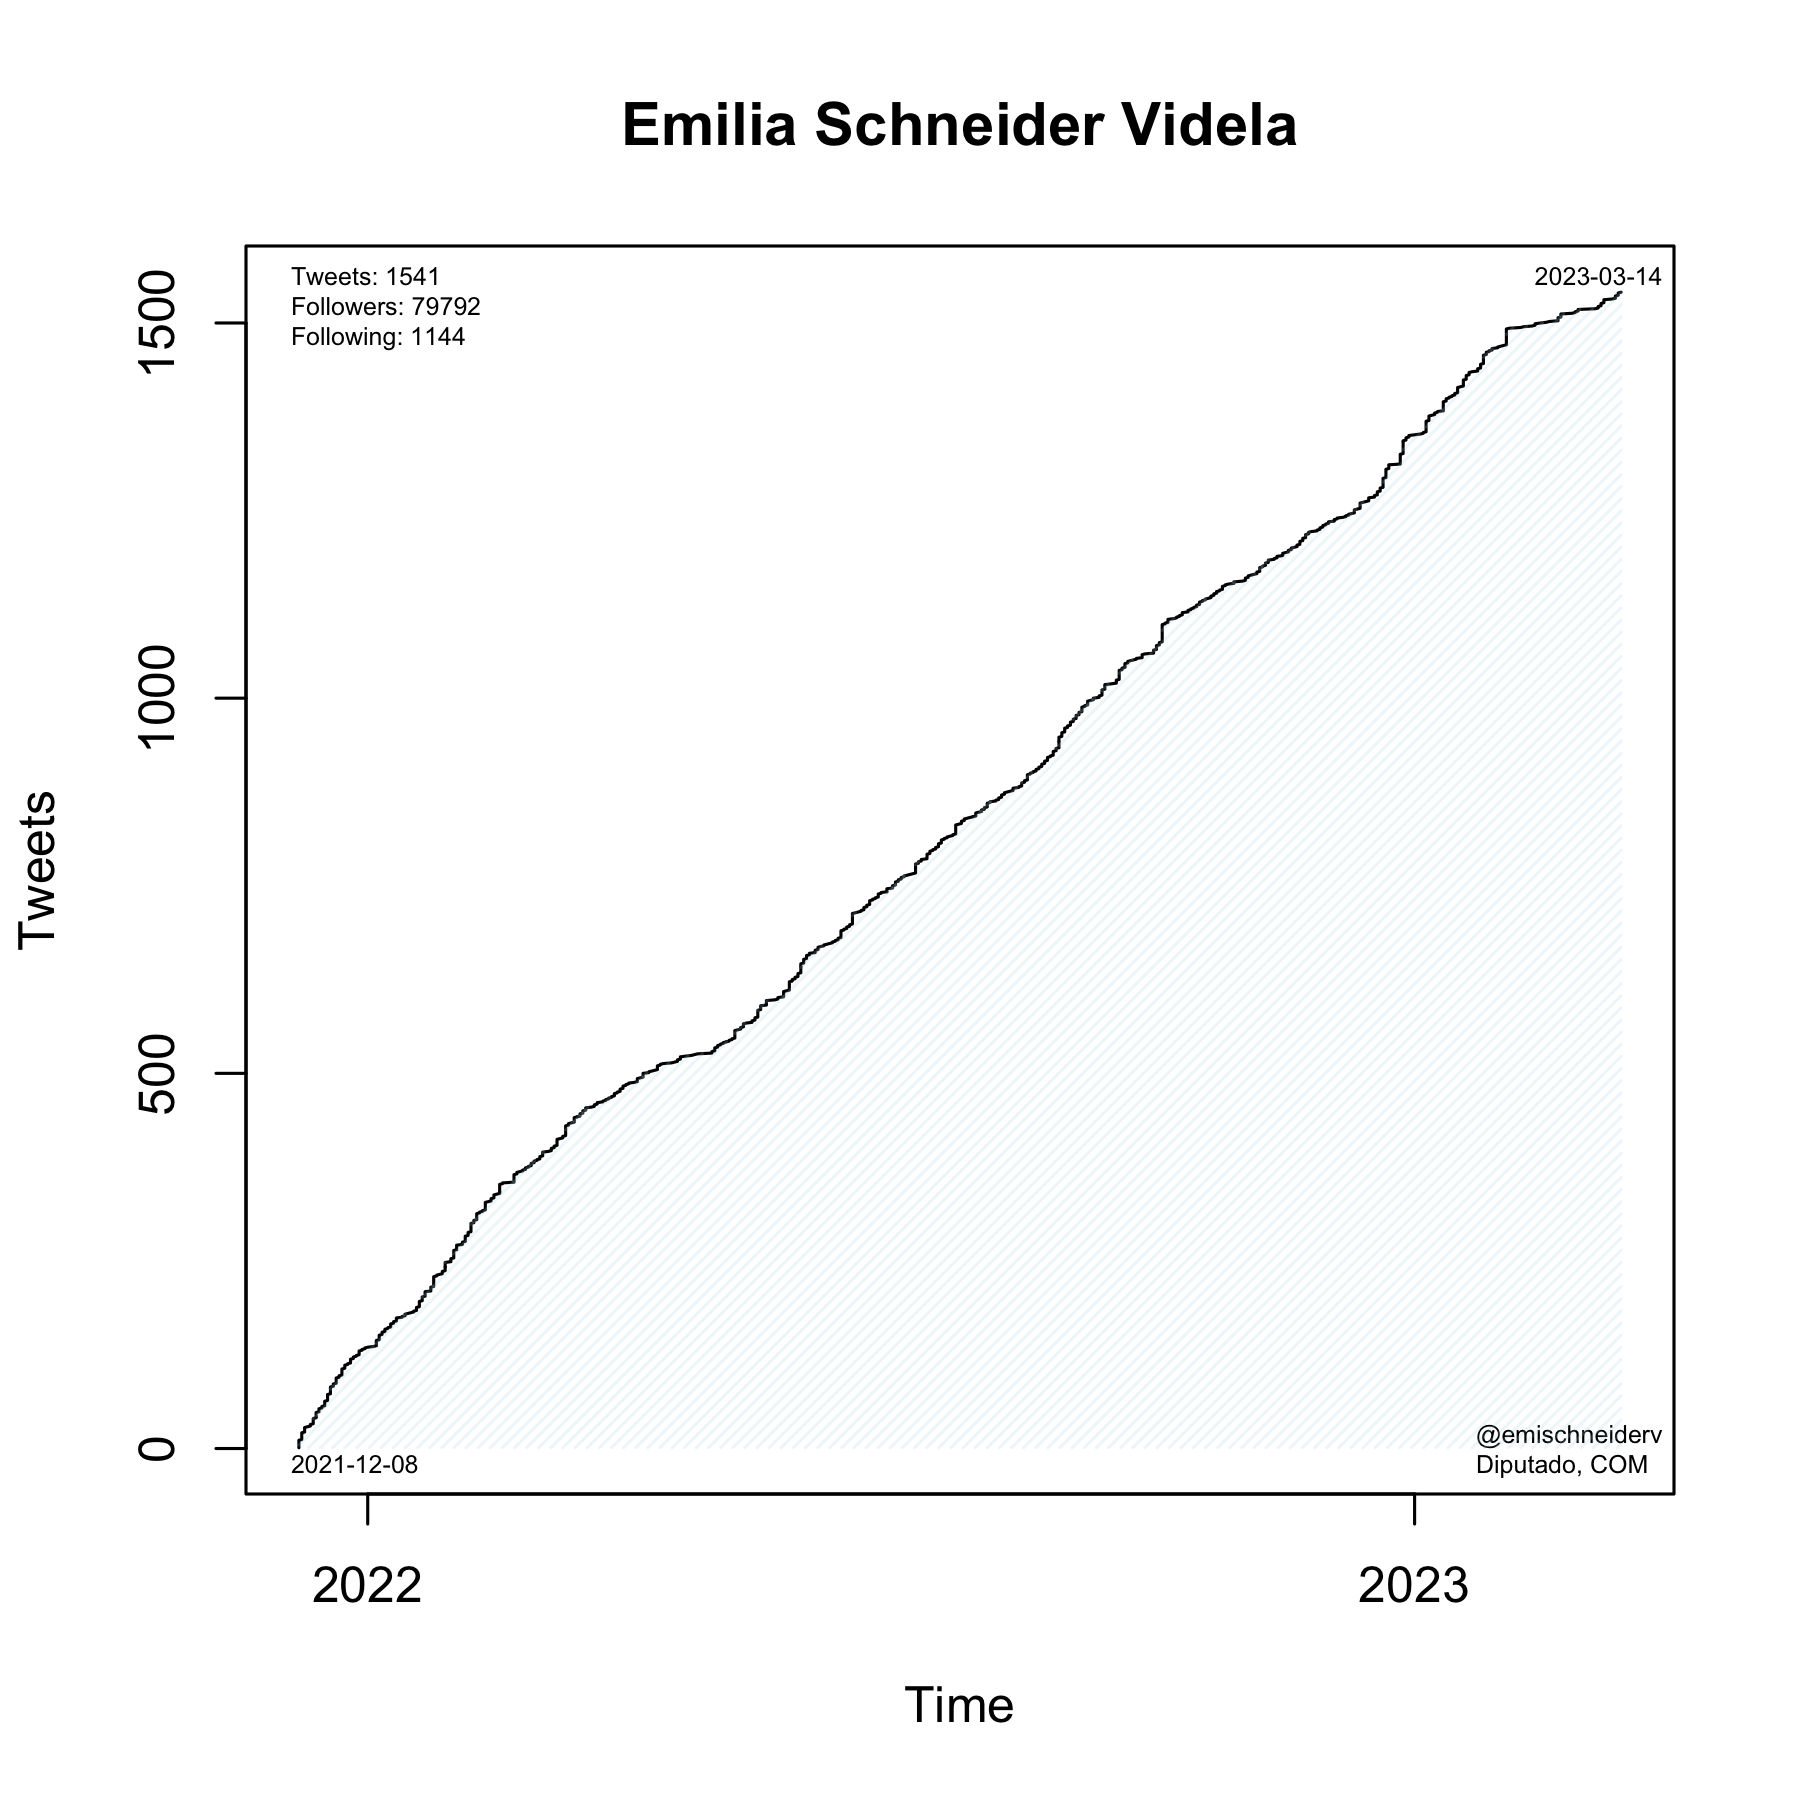 Emilia Schneider Videla
Tweets: 1541
Followers: 79792
Following: 1144
2023-03-14
1500
1000
500
0
Tweets
@emischneiderv
Diputado, COM
2021-12-08
2022
2023
Time